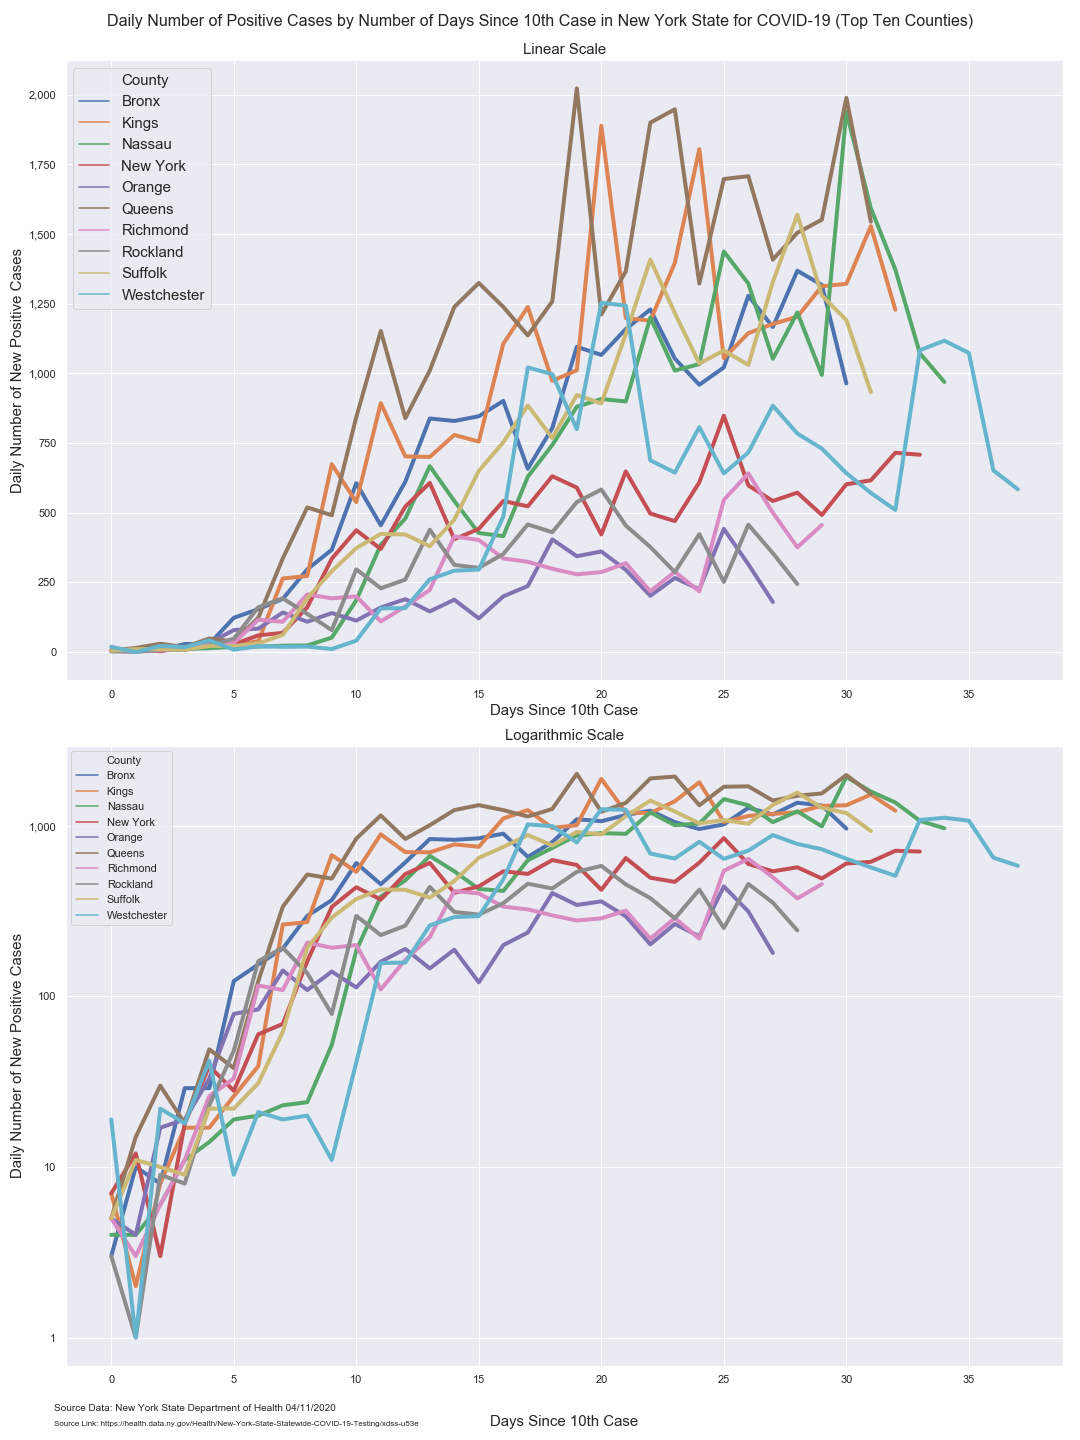 Daily Number of Positive Cases by Number of Days Since 10th Case in New York State for COVID-19 (Top Ten Counties)
Linear Scale
County
Bronx
Kings
Nassau
New York
Orange
Queens
Richmond
Rockland
Suffolk
Westchester
2,000
1,750
1,500
1,250
1,000
750
500
250
0
Daily Number of New Positive Cases
0 5 10 15 20 25 30 35
Days Since 10th Case
Logarithmic Scale
County
Bronx
Kings
Nassau
New York
Orange
Queens
Richmond
Rockland
Suffolk
Westchester
1,000
100
10
1
Daily Number of New Positive Cases
0 5 10 15 20 25 30 35
Days Since 10th Case
Source Data: New York State Department of Health 04/11/2020
Source Link: https://health.data.ny.gov/Health/New-York-State-Statewide-COVID-19-Testing/xdss-u53e